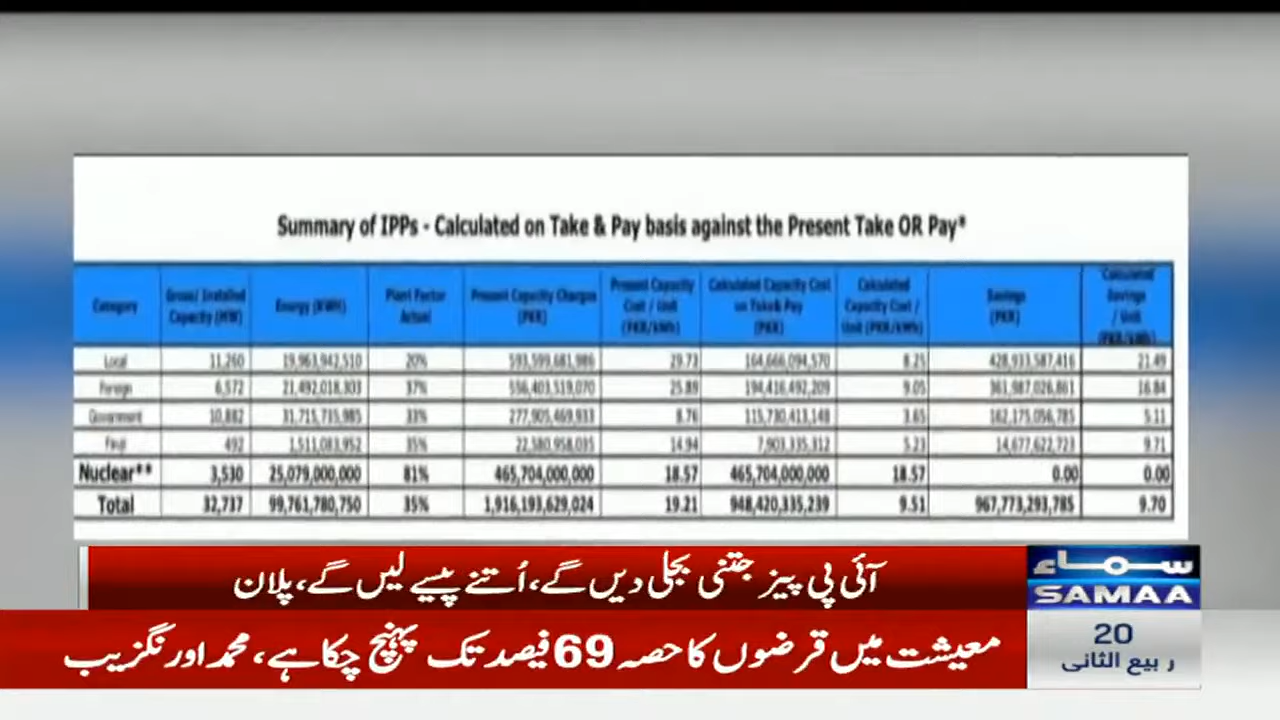 Summary of IPPs - Calculated on Take & Pay basis against the Present Take OR Pay*
Category Gross/ Installed Capacity (MW) Energy (KWH) Plant Factor Actual Present Capacity Charges (PKR) Present Capacity Cost / Unit (PKR/kWh) Calculated Capacity Cost on Take& Pay (PKR) Calculated Capacity Cost / Unit (PKR/kWh) Savings (PKR) Calculated Savings / Unit (PKR/kWh)
Local 11,260 19,963,942,510 20% 593,599,681,986 29.73 164,666,094,570 8.25 428,933,587,416 21.49
Foreign 6,572 21,492,018,303 37% 556,403,519,070 25.89 194,416,492,209 9.05 361,987,026,861 16.84
Government 10,882 31,715,735,985 33% 277,905,469,933 8.76 115,730,413,148 3.65 162,175,056,785 5.11
492 1,511,083,952 35% 22,580,958,035 14.94 7,903,335,312 5.23 14,677,622,723 9.71
Nuclear** 3,530 25,079,000,000 81% 465,704,000,000 18.57 465,704,000,000 18.57 0.00 0.00
Total 32,737 99,761,780,750 35% 1,916,193,629,024 19.21 948,420,335,239 9.51 967,773,293,785 9.70
آئی پی پیز جتنی بجلی دیں گے، اُتنے پیسے لیں گے، پلان
معیشت میں قرضوں کا حصہ 69 فیصد تک پہنچ چکا ہے، محمد اورنگزیب
سماء
SAMAA
20
ربیع الثانی